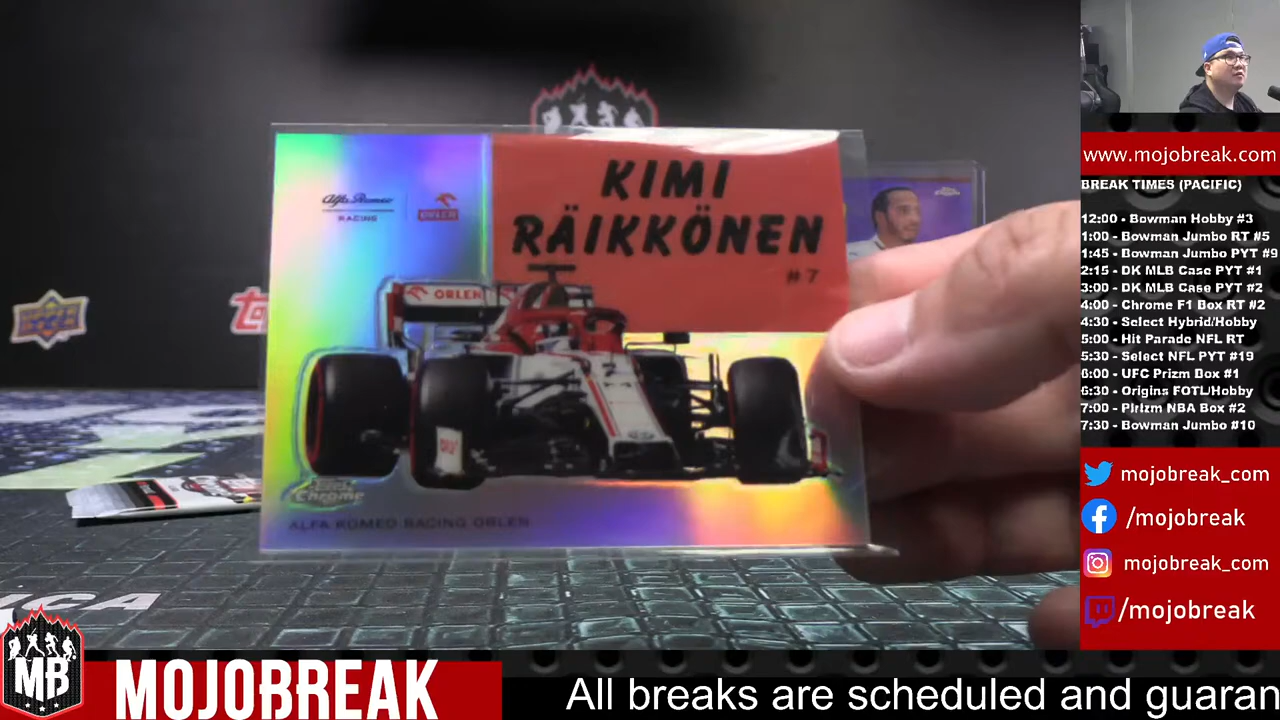 KIMI
RÄIKKÖNEN
#7
Alfa Romeo
RACING
ORLEN
ORLEN
Topps
Chrome
ALFA ROMEO RACING ORLEN
www.mojobreak.com
BREAK TIMES (PACIFIC)
12:00 - Bowman Hobby #3
1:00 - Bowman Jumbo RT #5
1:45 - Bowman Jumbo PYT #9
2:15 - DK MLB Case PYT #1
3:00 - DK MLB Case PYT #2
4:00 - Chrome F1 Box RT #2
4:30 - Select Hybrid/Hobby
5:00 - Hit Parade NFL RT
5:30 - Select NFL PYT #19
6:00 - UFC Prizm Box #1
6:30 - Origins FOTL/Hobby
7:00 - Pirizm NBA Box #2
7:30 - Bowman Jumbo #10
mojobreak_com
/mojobreak
mojobreak_com
/mojobreak
MB
MOJOBREAK
All breaks are scheduled and guaran